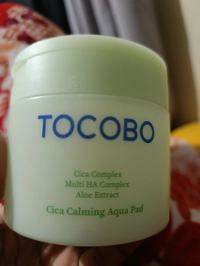 TOCOBO
Cica Complex
Multi HA Complex
Aloe Extract
Cica Calming Aqua Pad